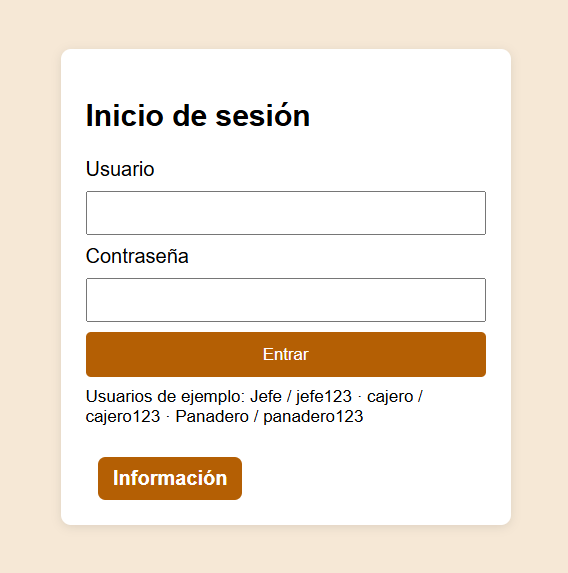 Inicio de sesión
Usuario
Contraseña
Entrar
Usuarios de ejemplo: Jefe / jefe123 · cajero /
cajero123 · Panadero / panadero123
Información